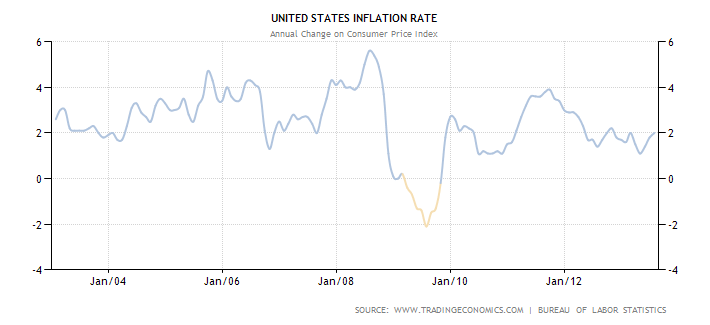 UNITED STATES INFLATION RATE
Annual Change on Consumer Price Index
6 6
4 4
2 2
0 0
-2 -2
-4 -4
Jan/04 Jan/06 Jan/08 Jan/10 Jan/12
SOURCE: WWW.TRADINGECONOMICS.COM | BUREAU OF LABOR STATISTICS